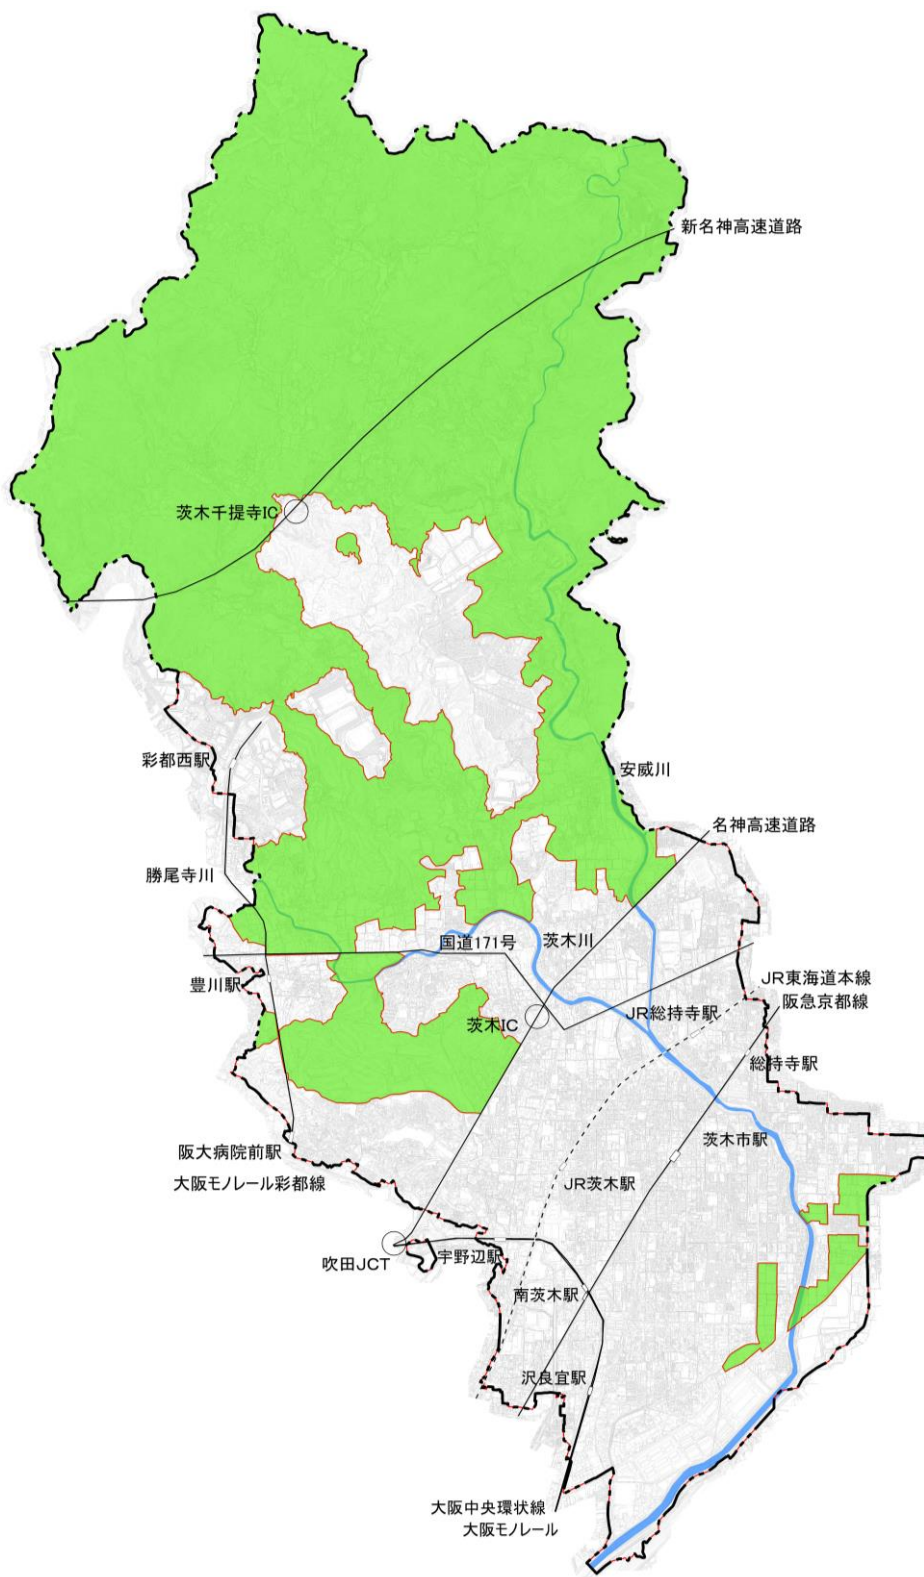 新名神高速道路
茨木千提寺IC
彩都西駅
安威川
名神高速道路
勝尾寺川
国道171号
茨木川
豊川駅
JR東海道本線
阪急京都線
茨木IC
JR総持寺駅
総持寺駅
茨木市駅
阪大病院前駅
大阪モノレール彩都線
JR茨木駅
吹田JCT
宇野辺駅
南茨木駅
沢良宜駅
大阪中央環状線
大阪モノレール